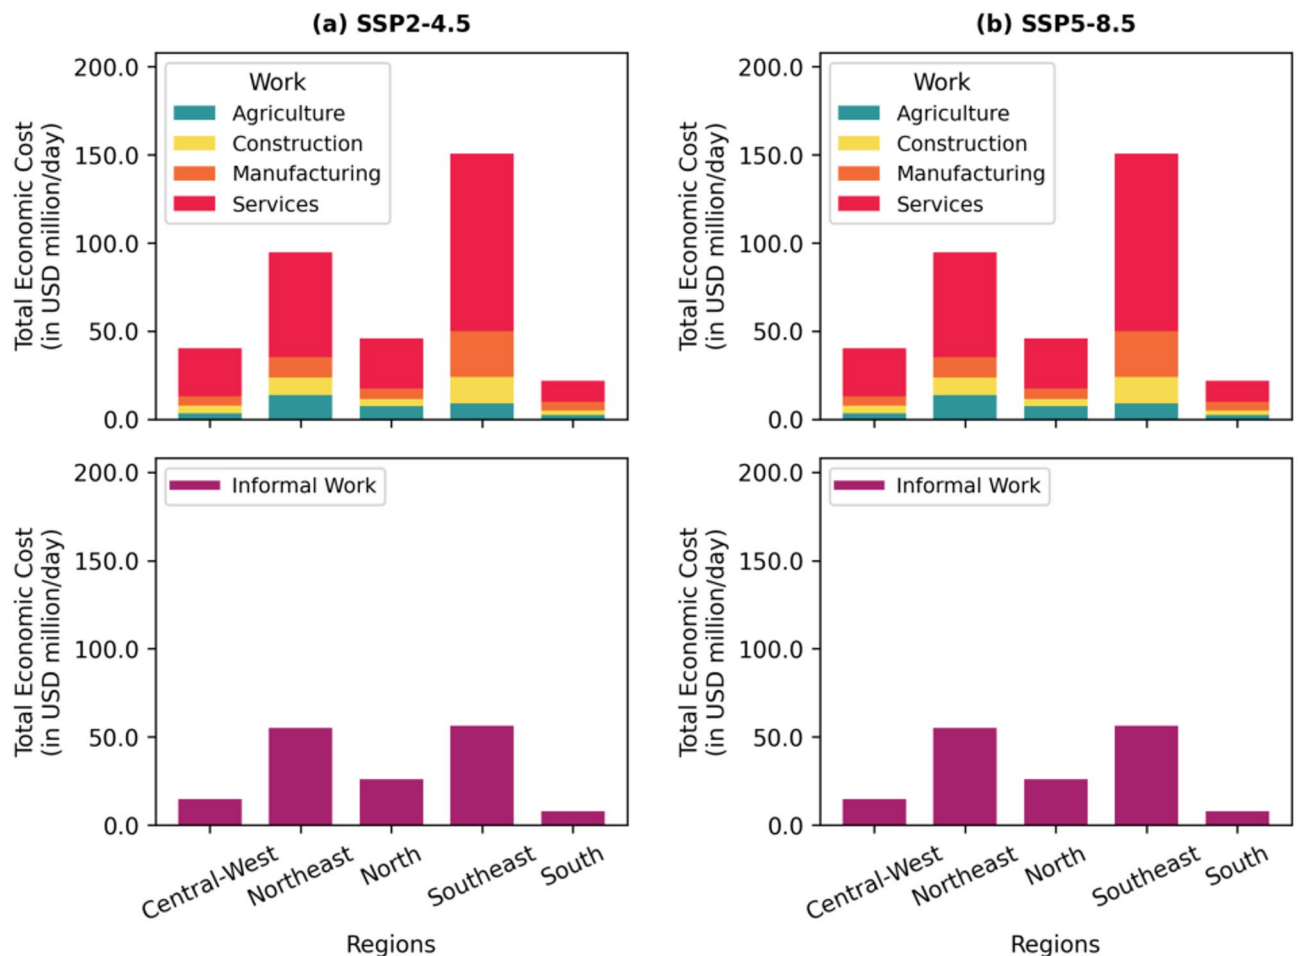 (a) SSP2-4.5
Total Economic Cost
(in USD million/day)
200.0
150.0
100.0
50.0
0.0
Work
Agriculture
Construction
Manufacturing
Services
(b) SSP5-8.5
Total Economic Cost
(in USD million/day)
200.0
150.0
100.0
50.0
0.0
Work
Agriculture
Construction
Manufacturing
Services
Total Economic Cost
(in USD million/day)
200.0
150.0
100.0
50.0
0.0
Informal Work
Central-West
Northeast
North
Southeast
South
Regions
Total Economic Cost
(in USD million/day)
200.0
150.0
100.0
50.0
0.0
Informal Work
Central-West
Northeast
North
Southeast
South
Regions